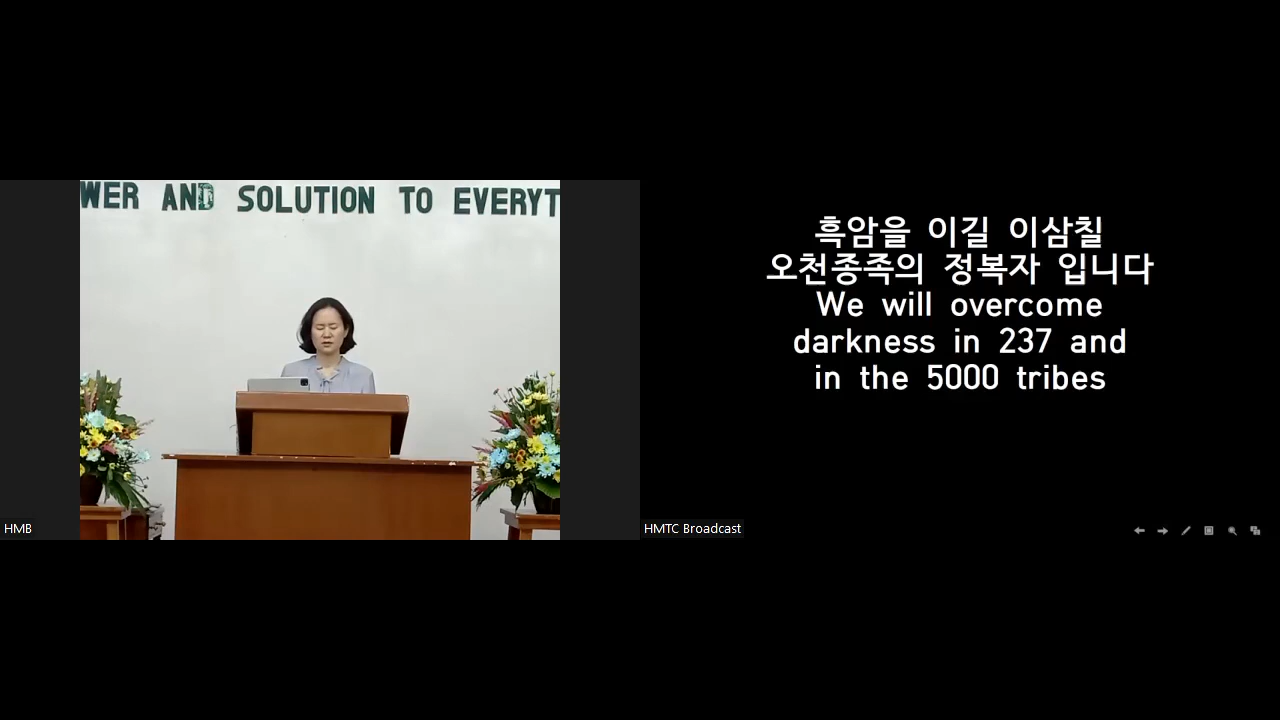 WER AND SOLUTION TO EVERYT
흑암을 이길 이삼칠
오천종족의 정복자 입니다
We will overcome
darkness in 237 and
in the 5000 tribes
HMB
HMTC Broadcast